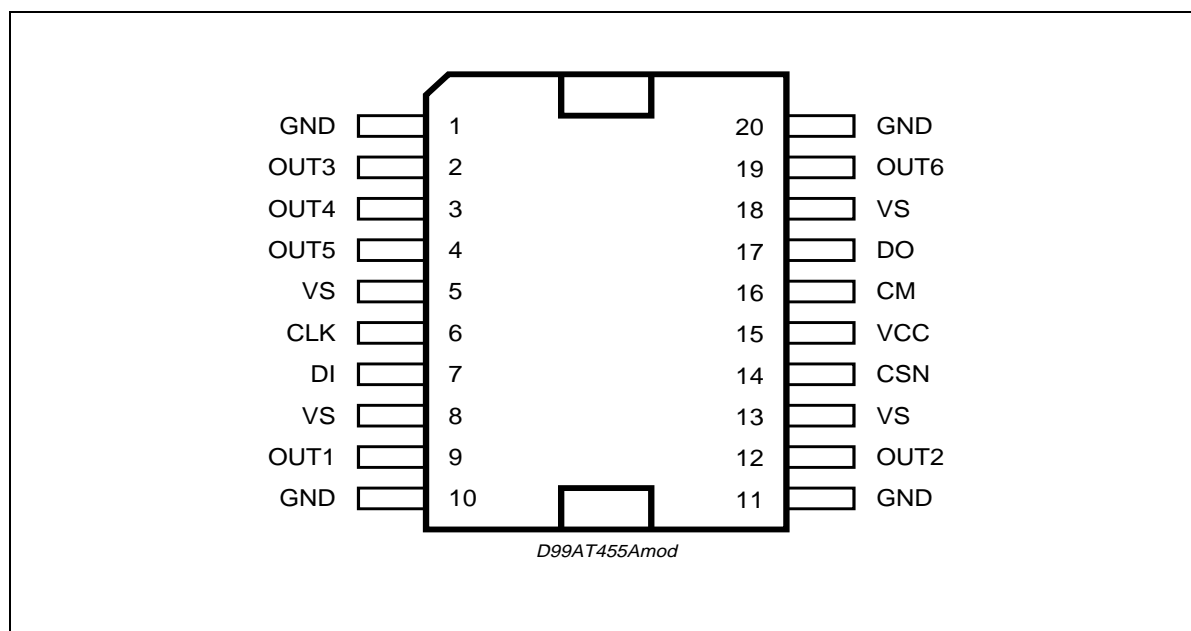 GND 1 20 GND
OUT3 2 19 OUT6
OUT4 3 18 VS
OUT5 4 17 DO
VS 5 16 CM
CLK 6 15 VCC
DI 7 14 CSN
VS 8 13 VS
OUT1 9 12 OUT2
GND 10 11 GND
D99AT455Amod